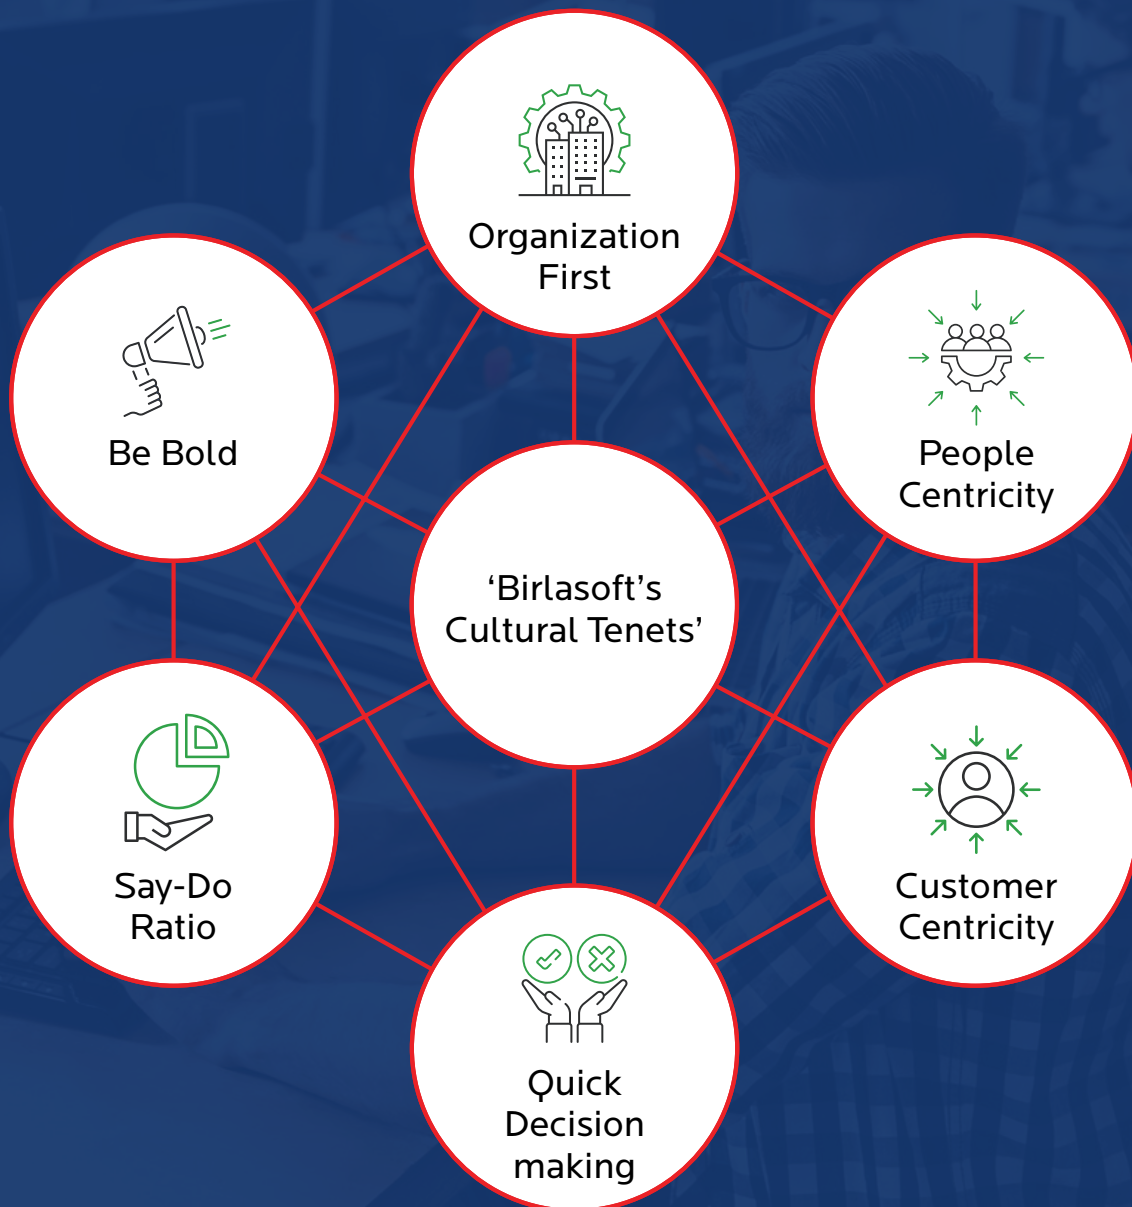 Organization
First
Be Bold
People
Centricity
‘Birlasoft’s
Cultural Tenets’
Say-Do
Ratio
Customer
Centricity
Quick
Decision
making